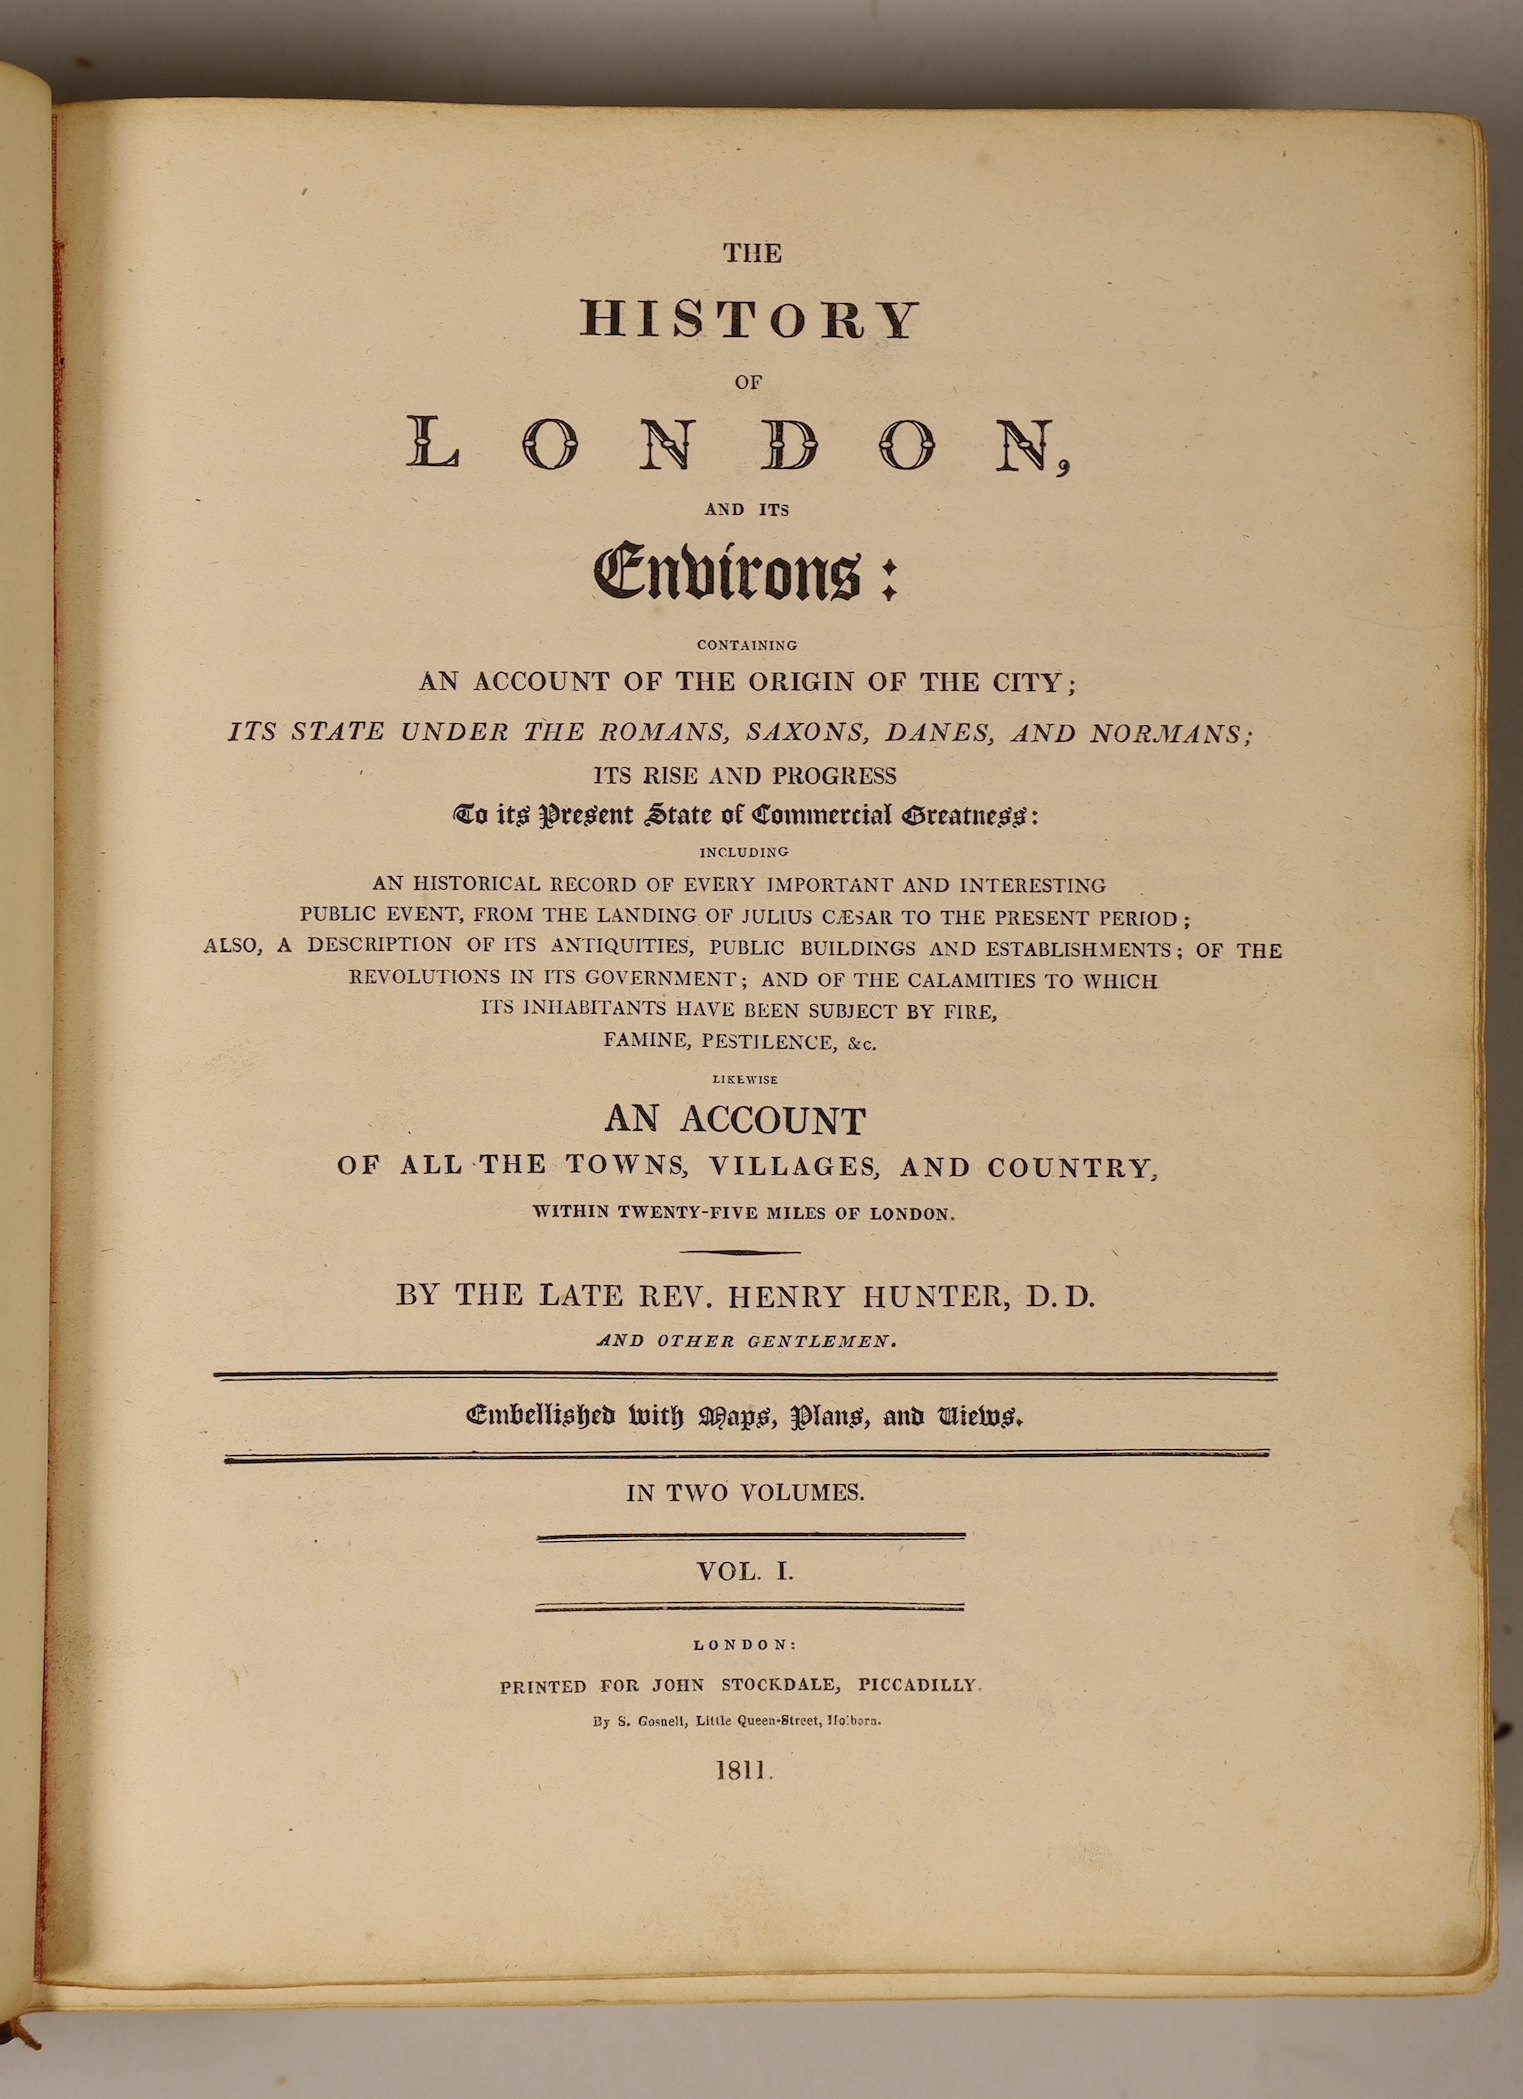 THE
HISTORY
OF
LONDON,
AND ITS
Environs:
CONTAINING
AN ACCOUNT OF THE ORIGIN OF THE CITY;
ITS STATE UNDER THE ROMANS, SAXONS, DANES, AND NORMANS;
ITS RISE AND PROGRESS
To its Present State of Commercial Greatness:
INCLUDING
AN HISTORICAL RECORD OF EVERY IMPORTANT AND INTERESTING
PUBLIC EVENT, FROM THE LANDING OF JULIUS CÆSAR TO THE PRESENT PERIOD;
ALSO, A DESCRIPTION OF ITS ANTIQUITIES, PUBLIC BUILDINGS AND ESTABLISHMENTS; OF THE
REVOLUTIONS IN ITS GOVERNMENT; AND OF THE CALAMITIES TO WHICH
ITS INHABITANTS HAVE BEEN SUBJECT BY FIRE,
FAMINE, PESTILENCE, &c.
LIKEWISE
AN ACCOUNT
OF ALL THE TOWNS, VILLAGES, AND COUNTRY,
WITHIN TWENTY-FIVE MILES OF LONDON.
BY THE LATE REV. HENRY HUNTER, D.D.
AND OTHER GENTLEMEN.
Embellished with Maps, Plans, and Views.
IN TWO VOLUMES.
VOL. I.
LONDON:
PRINTED FOR JOHN STOCKDALE, PICCADILLY.
By S. Gosnell, Little Queen-Street, Holborn.
1811.